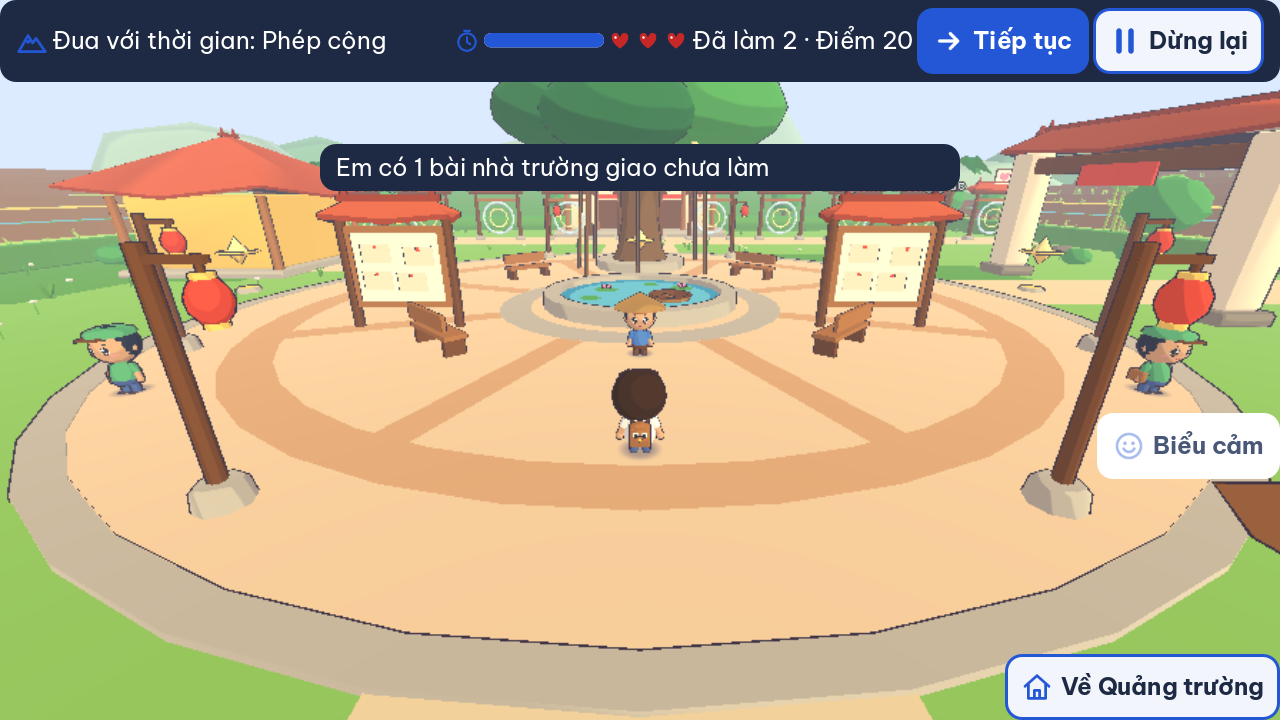 Đua với thời gian: Phép cộng
Đã làm 2 · Điểm 20
Tiếp tục
Dừng lại
Em có 1 bài nhà trường giao chưa làm
Biểu cảm
Về Quảng trường